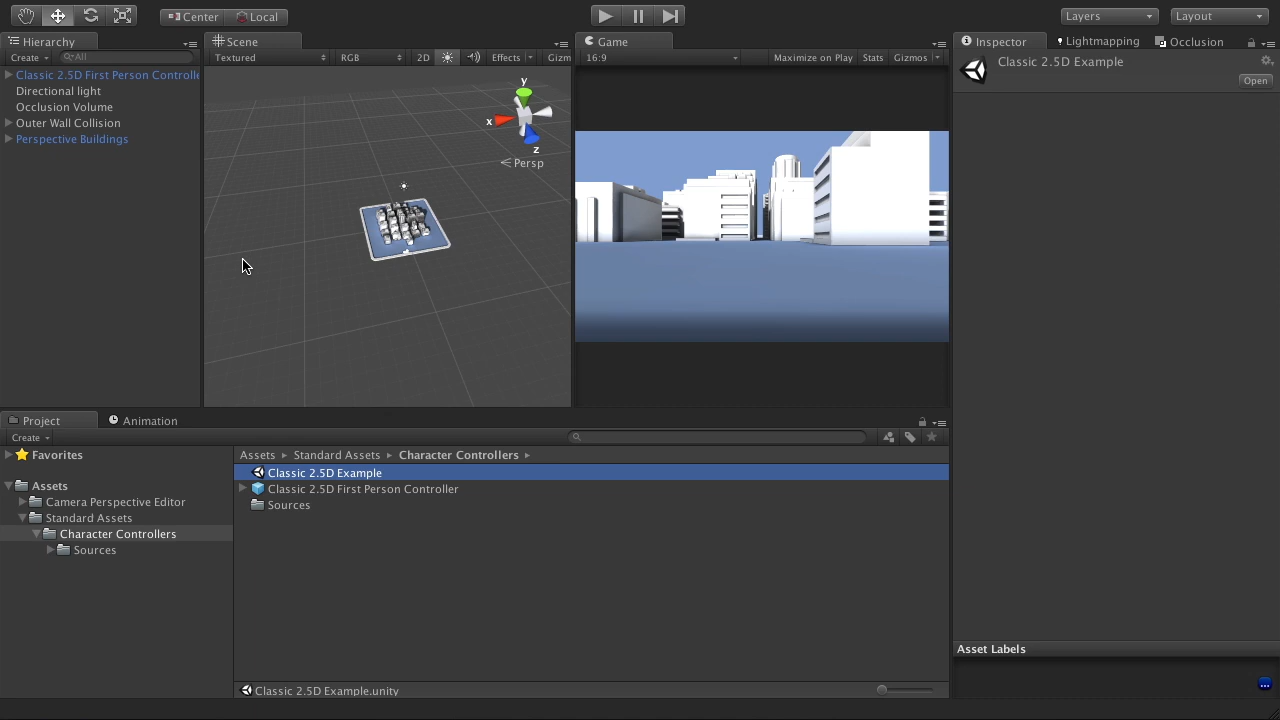 Center Local Layers Layout
Hierarchy Scene Game Inspector Lightmapping Occlusion
Create All Textured RGB 2D Effects Gizm 16:9 Maximize on Play Stats Gizmos
Classic 2.5D Example
Open
Classic 2.5D First Person Controlle
Directional light
Occlusion Volume
Outer Wall Collision
Perspective Buildings
y
x
z
Persp
Project Animation
Create
Favorites
Assets
Camera Perspective Editor
Standard Assets
Character Controllers
Sources
Assets Standard Assets Character Controllers
Classic 2.5D Example
Classic 2.5D First Person Controller
Sources
Classic 2.5D Example.unity
Asset Labels